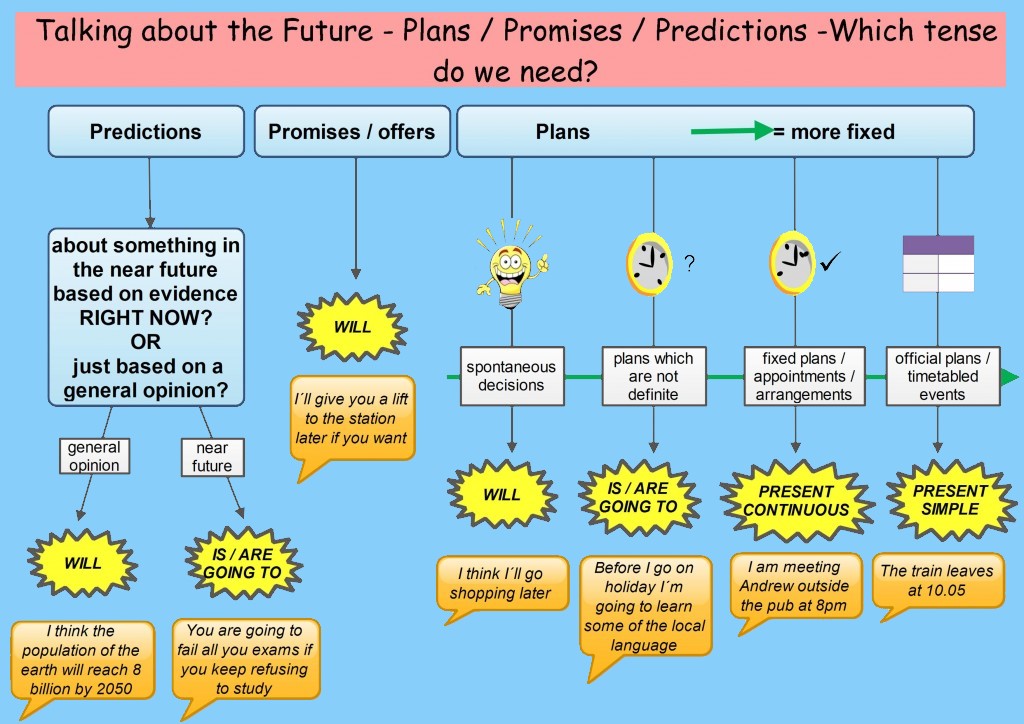 Talking about the Future - Plans / Promises / Predictions -Which tense
do we need?
Predictions
Promises / offers
Plans
= more fixed
about something in
the near future
based on evidence
RIGHT NOW?
OR
just based on a
general opinion?
general
opinion
near
future
WILL
IS / ARE
GOING TO
I think the
population of the
earth will reach 8
billion by 2050
You are going to
fail all you exams if
you keep refusing
to study
WILL
I´ll give you a lift
to the station
later if you want
?
spontaneous
decisions
plans which
are not
definite
fixed plans /
appointments /
arrangements
official plans /
timetabled
events
WILL
IS / ARE
GOING TO
PRESENT
CONTINUOUS
PRESENT
SIMPLE
I think I´ll go
shopping later
Before I go on
holiday I´m
going to learn
some of the local
language
I am meeting
Andrew outside
the pub at 8pm
The train leaves
at 10.05